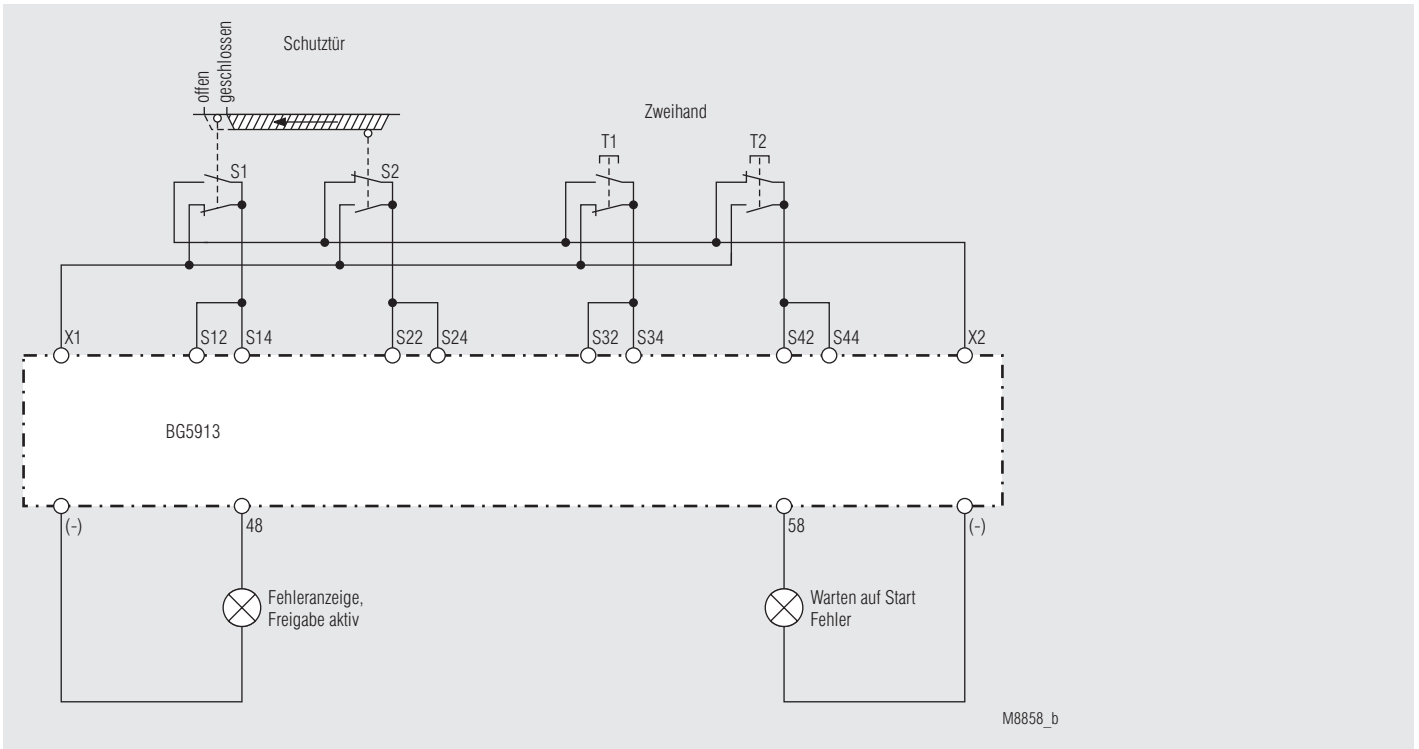 Schutztür
offen
geschlossen
Zweihand
T1
T2
S1
S2
X1
S12
S14
S22
S24
S32
S34
S42
S44
X2
BG5913
(-)
48
58
(-)
Fehleranzeige,
Freigabe aktiv
Warten auf Start
Fehler
M8858_b